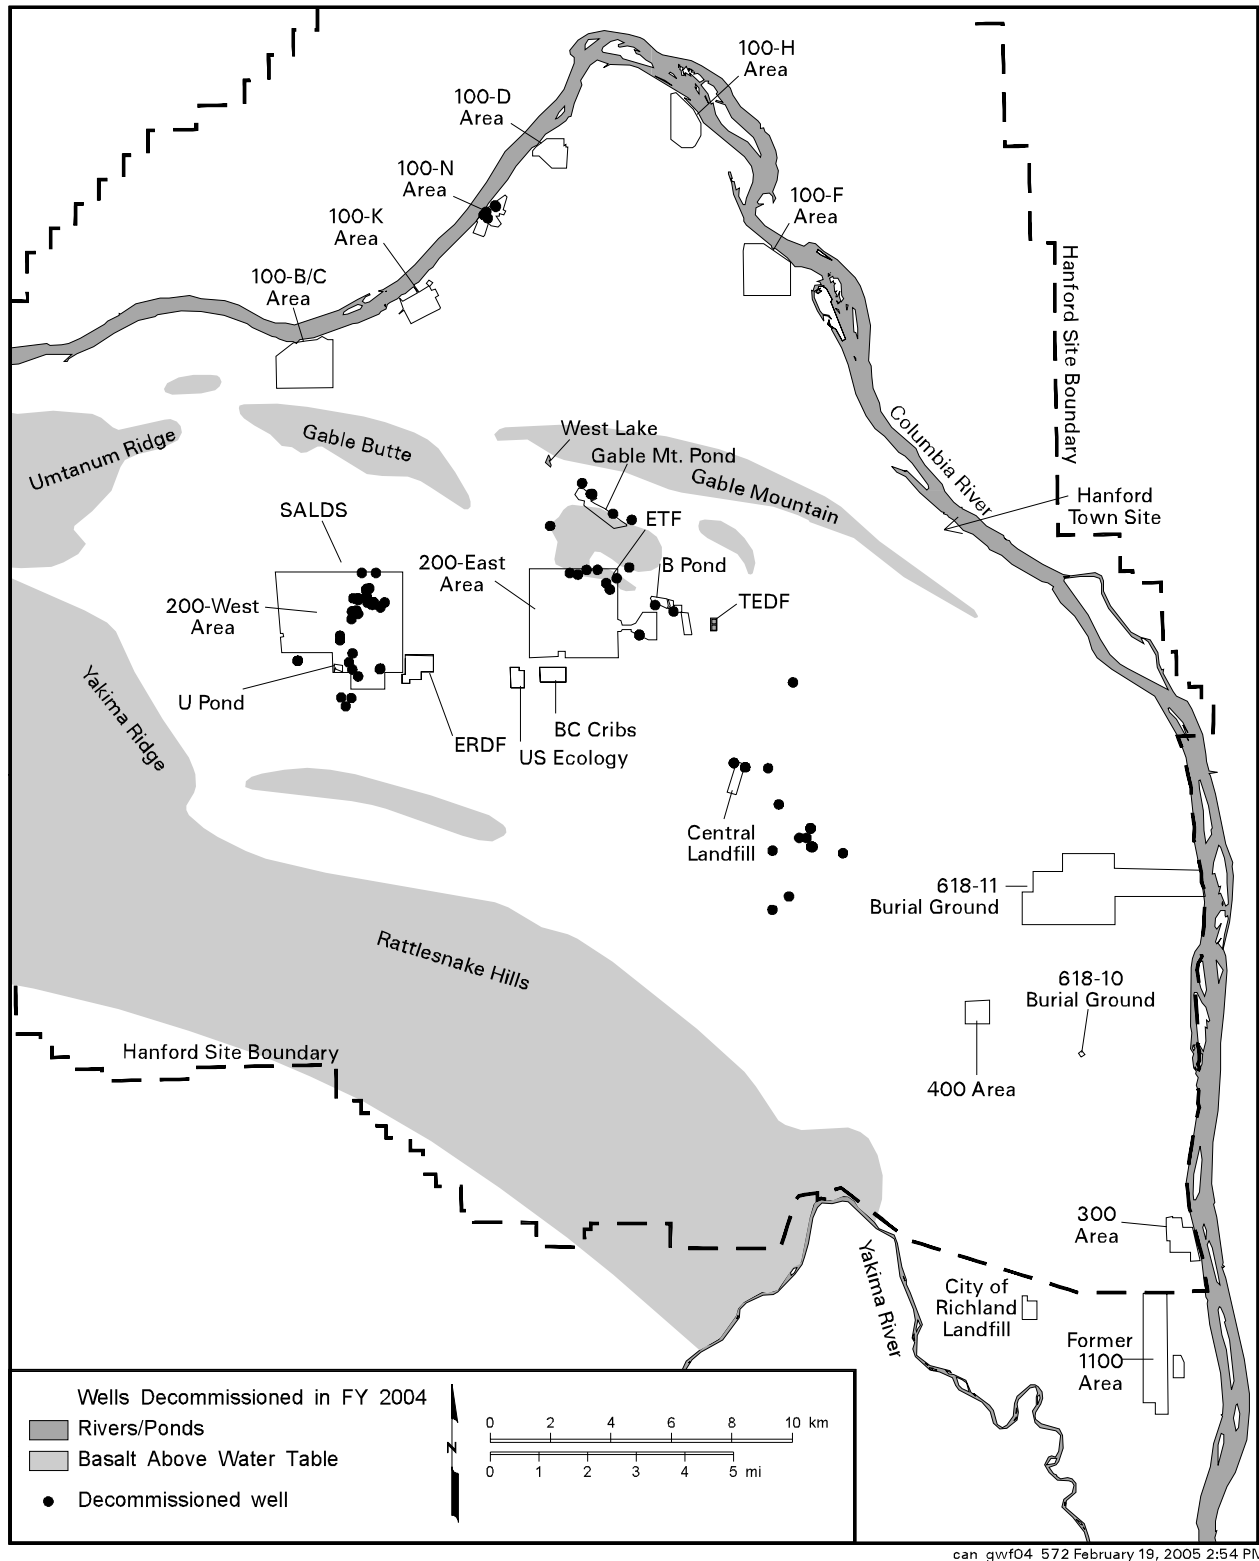 100-H
Area
100-D
Area
100-N
Area
100-K
Area
100-F
Area
100-B/C
Area
Hanford Site Boundary
Columbia River
Umtanum Ridge
Gable Butte
West Lake
Gable Mt. Pond
Gable Mountain
Hanford
Town Site
SALDS
ETF
200-East
Area
B Pond
TEDF
200-West
Area
U Pond
Yakima Ridge
ERDF
BC Cribs
US Ecology
Central
Landfill
618-11
Burial Ground
Rattlesnake Hills
618-10
Burial Ground
Hanford Site Boundary
400 Area
300
Area
Yakima River
City of
Richland
Landfill
Former
1100
Area
Wells Decommissioned in FY 2004
Rivers/Ponds
Basalt Above Water Table
Decommissioned well
N
0 2 4 6 8 10 km
0 1 2 3 4 5 mi
can_gwf04_572 February 19, 2005 2:54 PM